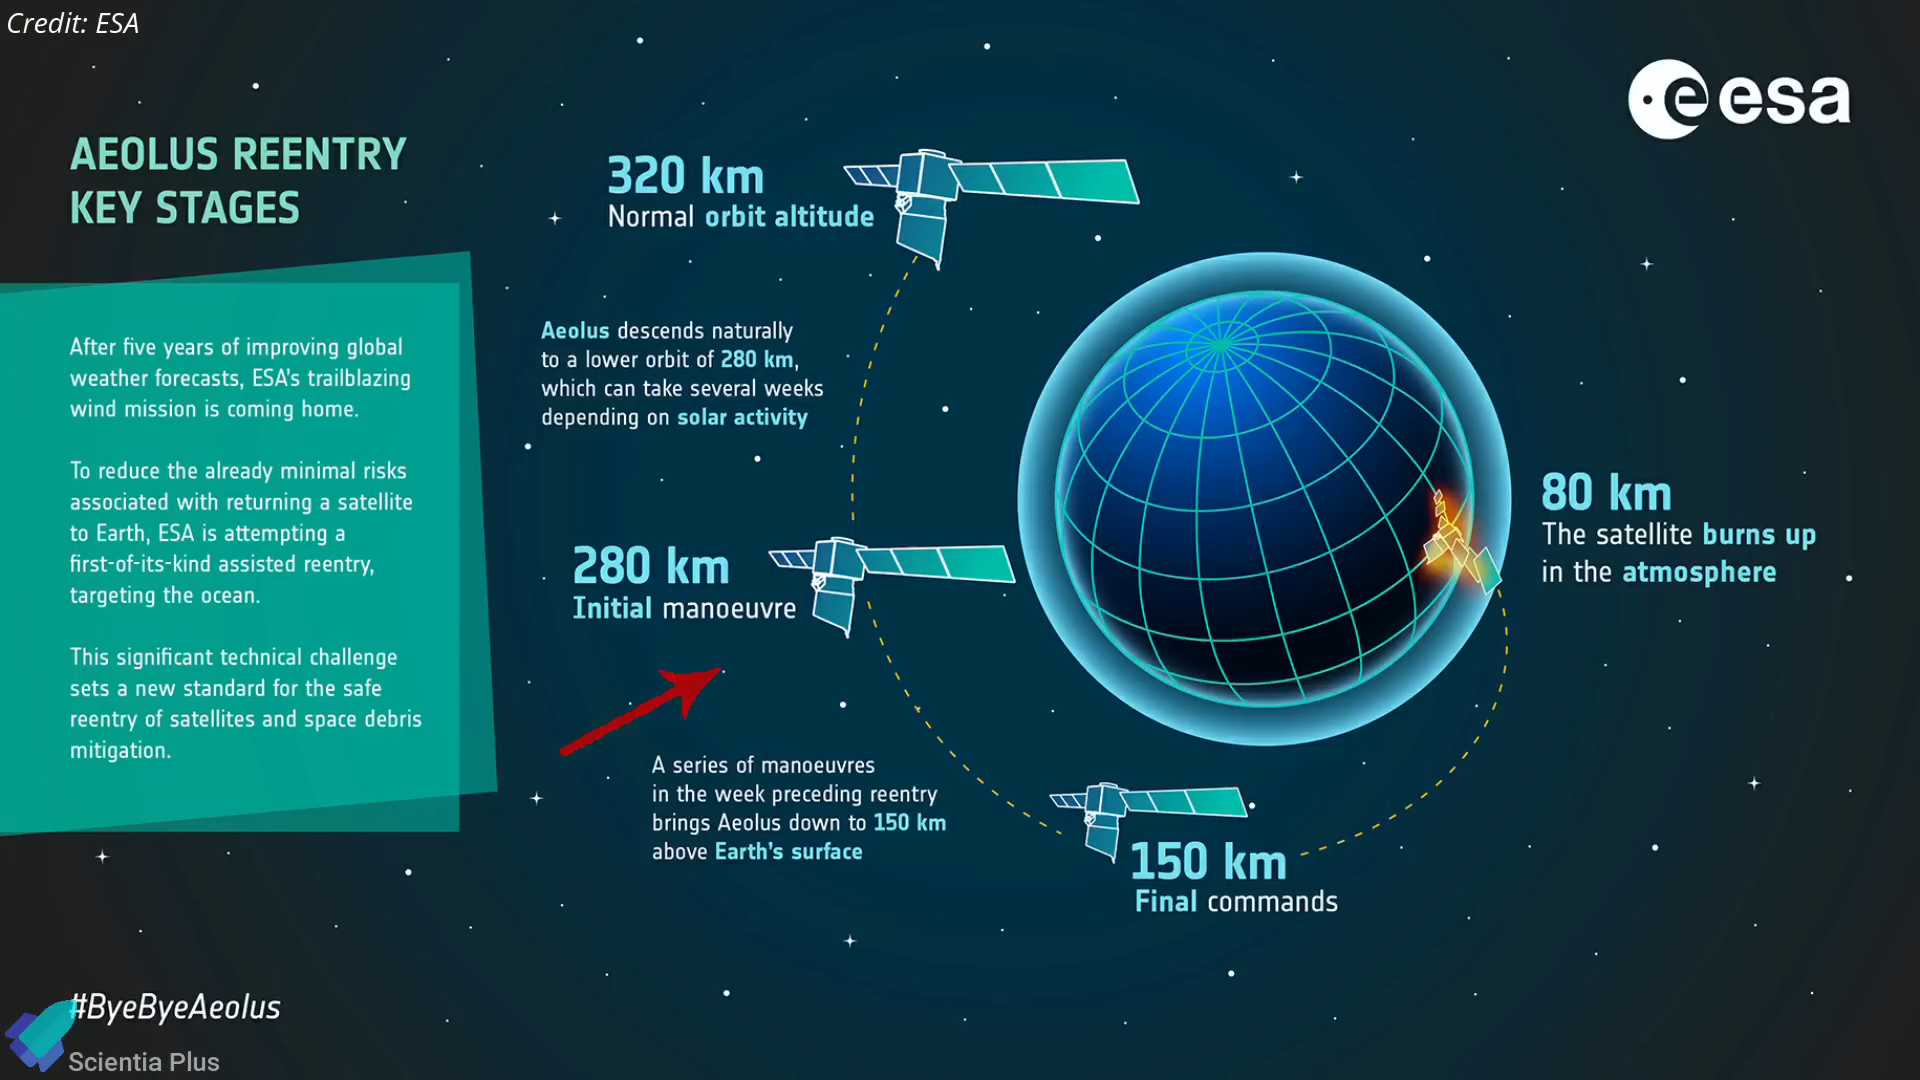 Credit: ESA
esa
AEOLUS REENTRY
KEY STAGES
After five years of improving global
weather forecasts, ESA's trailblazing
wind mission is coming home.
To reduce the already minimal risks
associated with returning a satellite
to Earth, ESA is attempting a
first-of-its-kind assisted reentry,
targeting the ocean.
This significant technical challenge
sets a new standard for the safe
reentry of satellites and space debris
mitigation.
320 km
Normal orbit altitude
Aeolus descends naturally
to a lower orbit of 280 km,
which can take several weeks
depending on solar activity
280 km
Initial manoeuvre
A series of manoeuvres
in the week preceding reentry
brings Aeolus down to 150 km
above Earth's surface
150 km
Final commands
80 km
The satellite burns up
in the atmosphere
#ByeByeAeolus
Scientia Plus